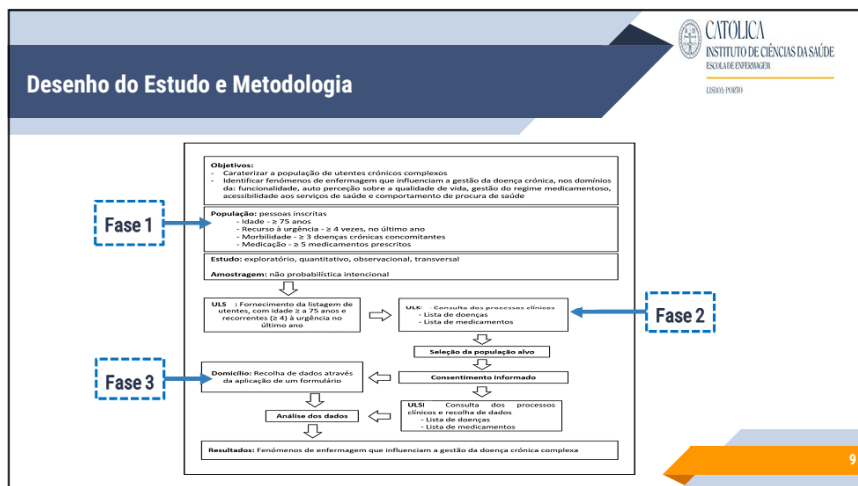 CATOLICA
INSTITUTO DE CIÊNCIAS DA SAÚDE
ESCOLA DE ENFERMAGEM
LISBOA·PORTO
Desenho do Estudo e Metodologia
Objetivos:
- Caraterizar a população de utentes crónicos complexos
- Identificar fenómenos de enfermagem que influenciam a gestão da doença crónica, nos domínios
da: funcionalidade, auto perceção sobre a qualidade de vida, gestão do regime medicamentoso,
acessibilidade aos serviços de saúde e comportamento de procura de saúde
Fase 1
População: pessoas inscritas
- Idade - ≥ 75 anos
- Recurso à urgência - ≥ 4 vezes, no último ano
- Morbilidade - ≥ 3 doenças crónicas concomitantes
- Medicação - ≥ 5 medicamentos prescritos
Estudo: exploratório, quantitativo, observacional, transversal
Amostragem: não probabilística intencional
ULS : Fornecimento da listagem de
utentes, com idade ≥ a 75 anos e
recorrentes (≥ 4) à urgência no
último ano
ULS : Consulta dos processos clínicos
- Lista de doenças
- Lista de medicamentos
Fase 2
Seleção da população alvo
Fase 3
Domicílio: Recolha de dados através
da aplicação de um formulário
Consentimento informado
ULSI Consulta dos processos
clínicos e recolha de dados
- Lista de doenças
- Lista de medicamentos
Análise dos dados
Resultados: Fenómenos de enfermagem que influenciam a gestão da doença crónica complexa
9